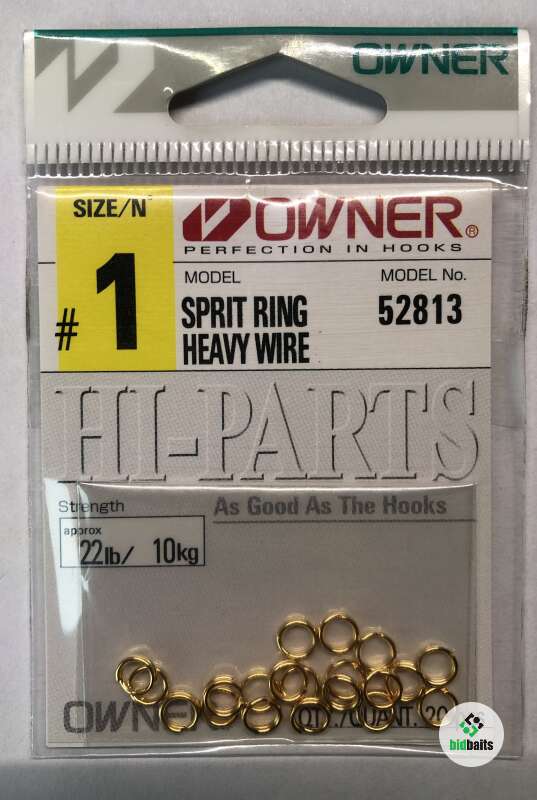 OWNER
SIZE/N
#1
OWNER®
PERFECTION IN HOOKS
MODEL
MODEL No.
SPRIT RING
HEAVY WIRE
52813
HI-PARTS
Strength
As Good As The Hooks
approx
22lb/ 10kg
OWNER
QTY./QUANT. 20
bidbaits